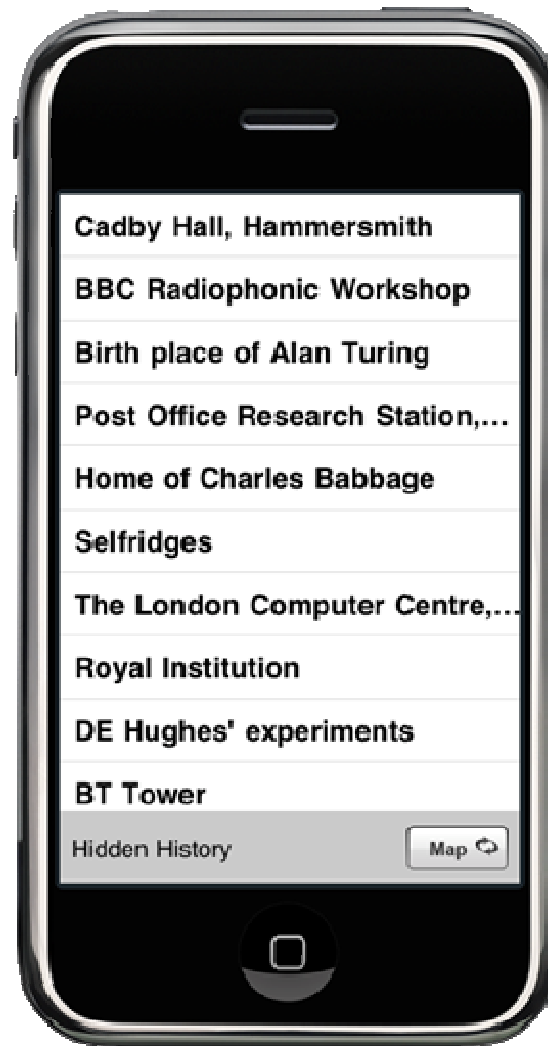 Cadby Hall, Hammersmith
BBC Radiophonic Workshop
Birth place of Alan Turing
Post Office Research Station,...
Home of Charles Babbage
Selfridges
The London Computer Centre,...
Royal Institution
DE Hughes' experiments
BT Tower
Hidden History Map